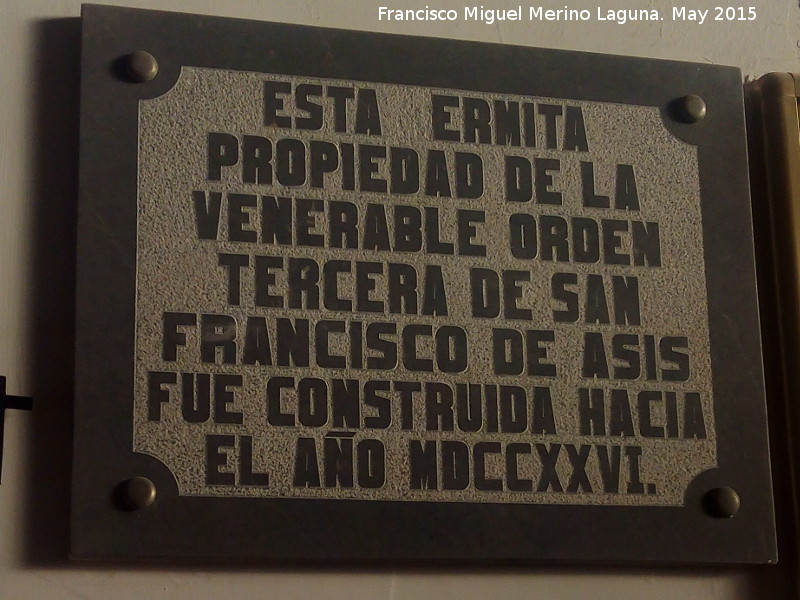 Francisco Miguel Merino Laguna. May 2015
ESTA ERMITA
PROPIEDAD DE LA
VENERABLE ORDEN
TERCERA DE SAN
FRANCISCO DE ASIS
FUE CONSTRUIDA HACIA
EL AÑO MDCCXXVI.